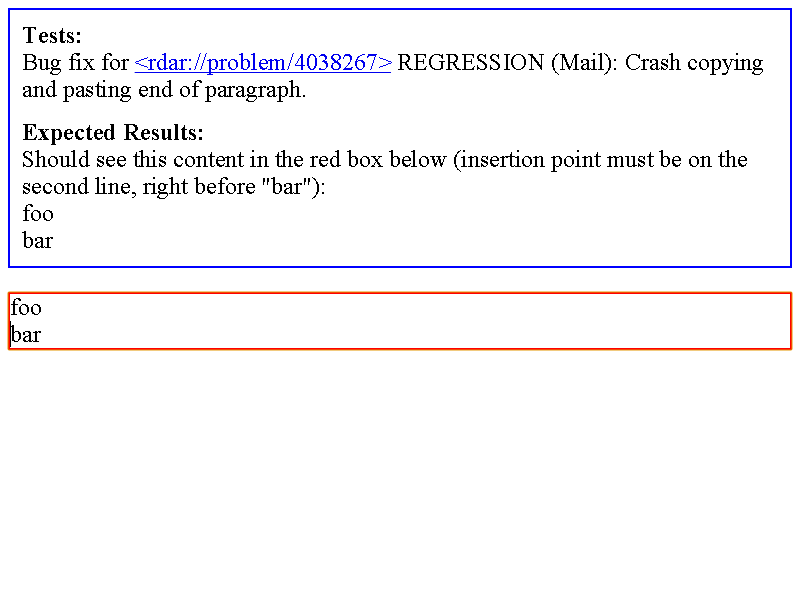 Tests:
Bug fix for <rdar://problem/4038267> REGRESSION (Mail): Crash copying
and pasting end of paragraph.
Expected Results:
Should see this content in the red box below (insertion point must be on the
second line, right before "bar"):
foo
bar
foo
bar